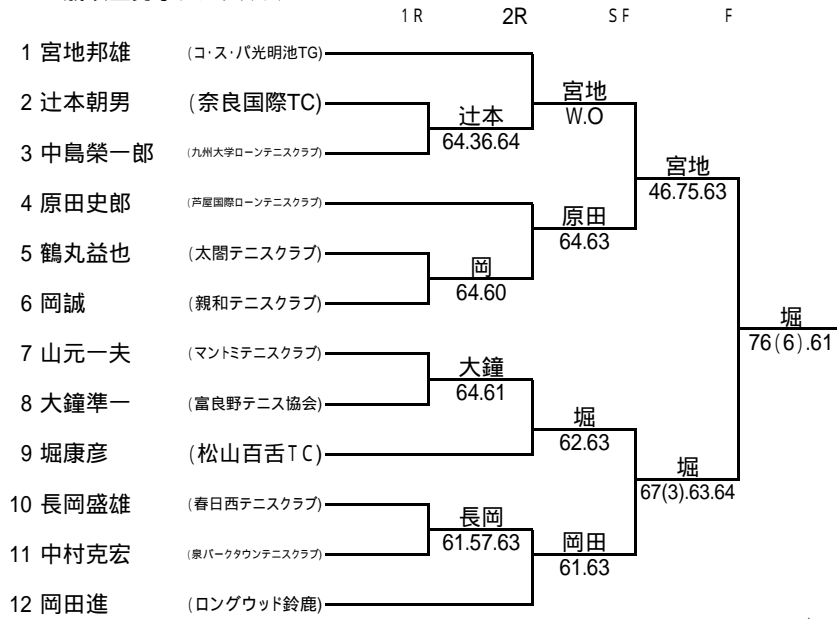 1R 2R SF F
1 宮地邦雄 (コ・ス・パ光明池TG)
宮地
2 辻本朝男 (奈良国際TC)
辻本
W.O
64.36.64
3 中島榮一郎 (九州大学ローンテニスクラブ)
宮地
46.75.63
4 原田史郎 (芦屋国際ローンテニスクラブ)
原田
64.63
5 鶴丸益也 (太閤テニスクラブ)
岡
64.60
6 岡誠 (親和テニスクラブ)
堀
76(6).61
7 山元一夫 (マントミテニスクラブ)
大鐘
64.61
8 大鐘準一 (富良野テニス協会)
堀
62.63
9 堀康彦 (松山百舌TC)
堀
67(3).63.64
10 長岡盛雄 (春日西テニスクラブ)
長岡
61.57.63
11 中村克宏 (泉パークタウンテニスクラブ)
岡田
61.63
12 岡田進 (ロングウッド鈴鹿)